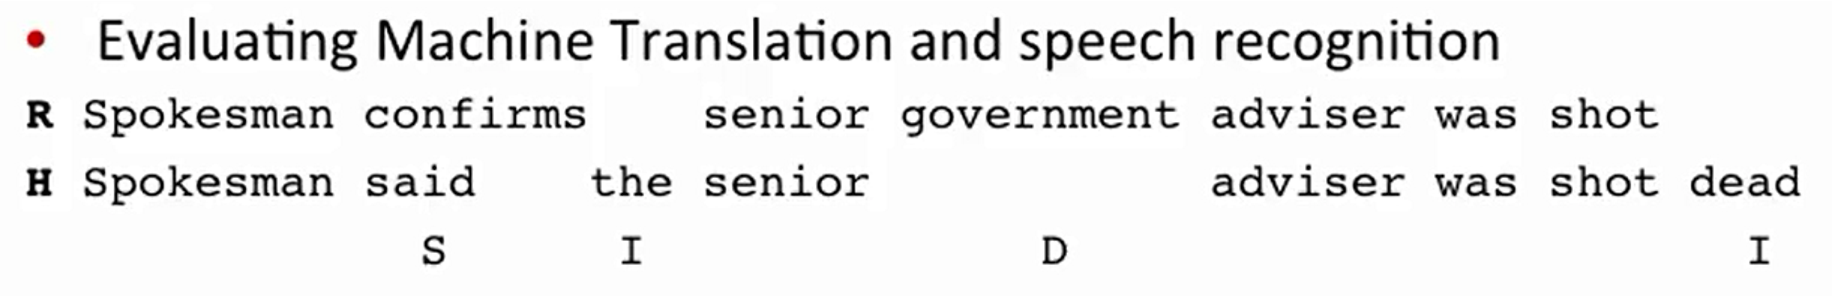 • Evaluating Machine Translation and speech recognition
R Spokesman confirms senior government adviser was shot
H Spokesman said the senior adviser was shot dead
S I D I